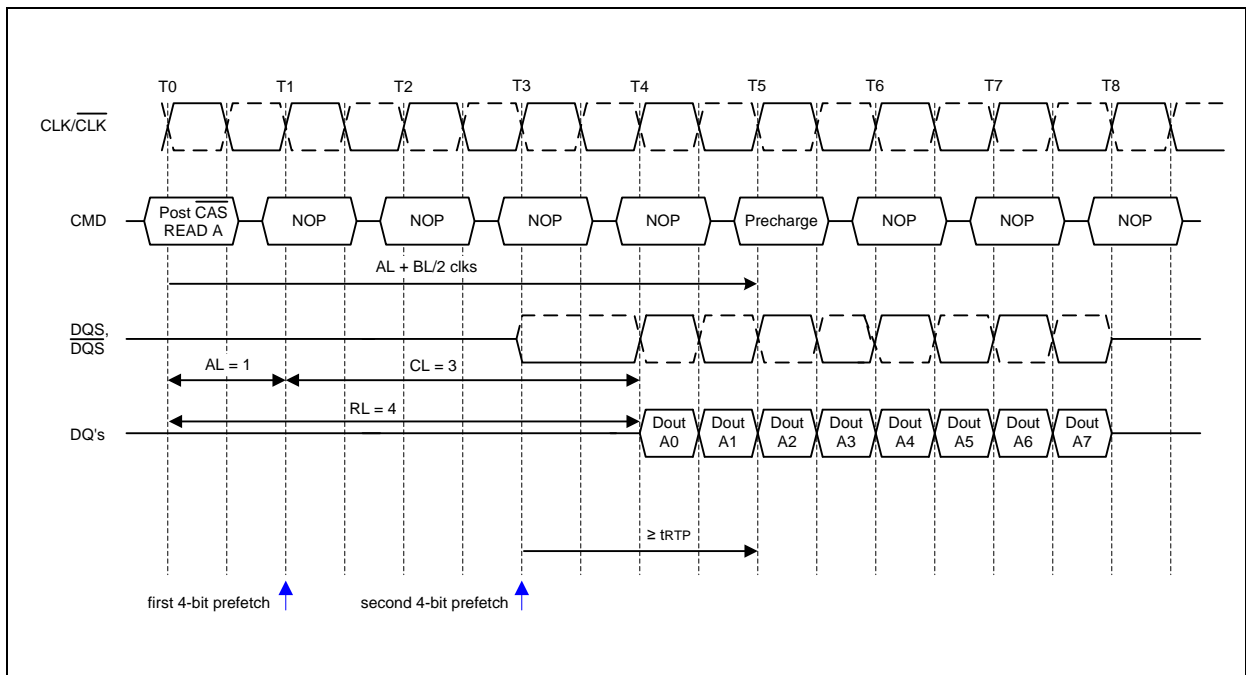 T0 T1 T2 T3 T4 T5 T6 T7 T8
CLK/CLK
CMD
Post CAS
READ A
NOP NOP NOP NOP Precharge NOP NOP NOP
AL + BL/2 clks
DQS,
DQS
AL = 1 CL = 3
RL = 4
DQ's
Dout
A0
Dout
A1
Dout
A2
Dout
A3
Dout
A4
Dout
A5
Dout
A6
Dout
A7
≥ tRTP
first 4-bit prefetch second 4-bit prefetch